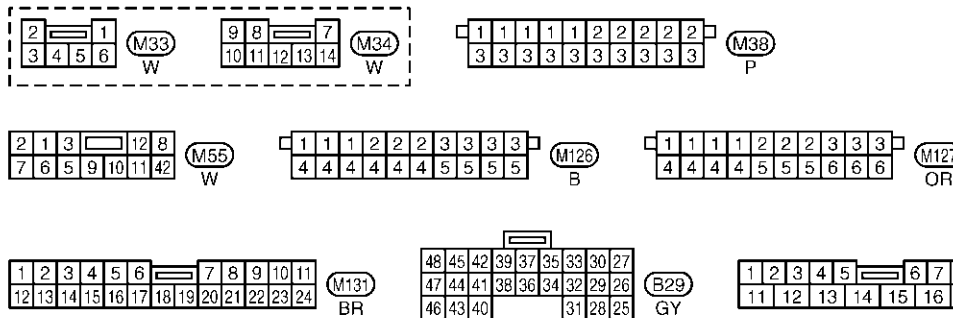 2 1
3 4 5 6
M33
W
9 8 7
10 11 12 13 14
M34
W
1 1 1 1 1 2 2 2 2 2
3 3 3 3 3 3 3 3 3 3
M38
P
2 1 3 12 8
7 6 5 9 10 11 42
M55
W
1 1 1 2 2 2 3 3 3 3
4 4 4 4 4 4 5 5 5 5
M126
B
1 1 1 1 2 2 2 3 3 3
4 4 4 4 5 5 5 6 6 6
M127
OR
1 2 3 4 5 6 7 8 9 10 11
12 13 14 15 16 17 18 19 20 21 22 23 24
M131
BR
48 45 42 39 37 35 33 30 27
47 44 41 38 36 34 32 29 26
46 43 40 31 28 25
B29
GY
1 2 3 4 5 6 7
11 12 13 14 15 16